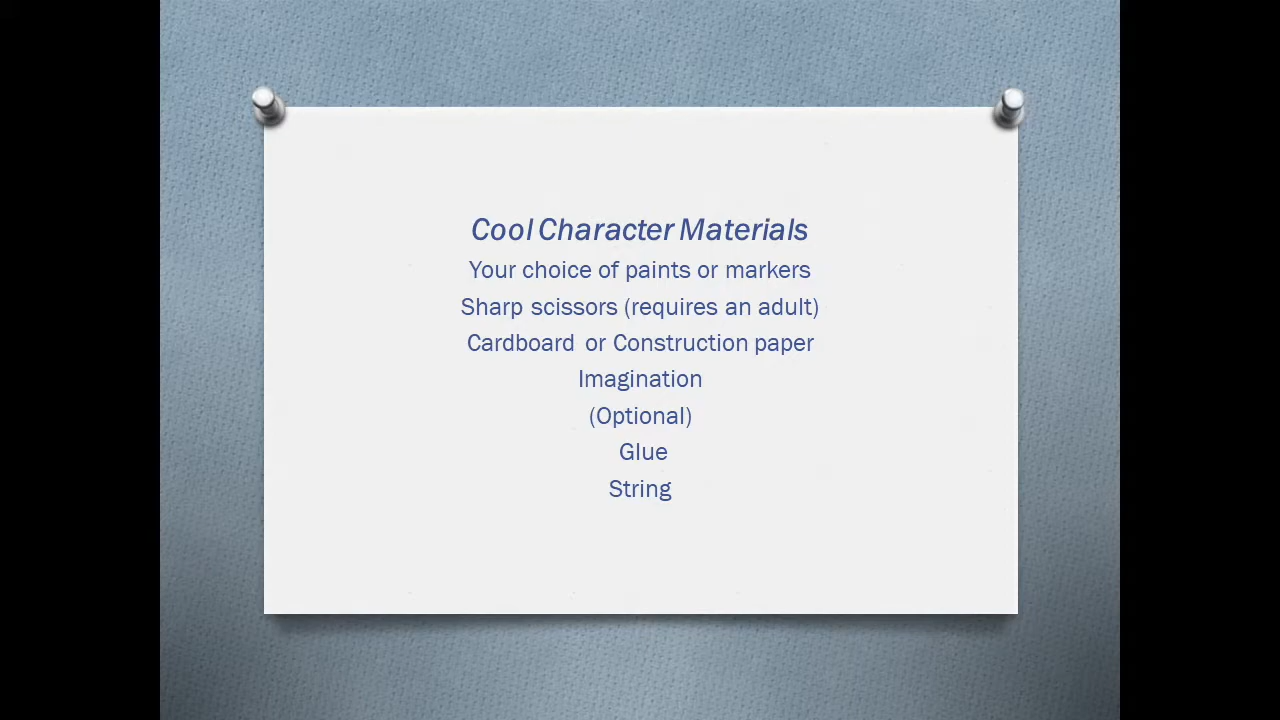 Cool Character Materials
Your choice of paints or markers
Sharp scissors (requires an adult)
Cardboard or Construction paper
Imagination
(Optional)
Glue
String